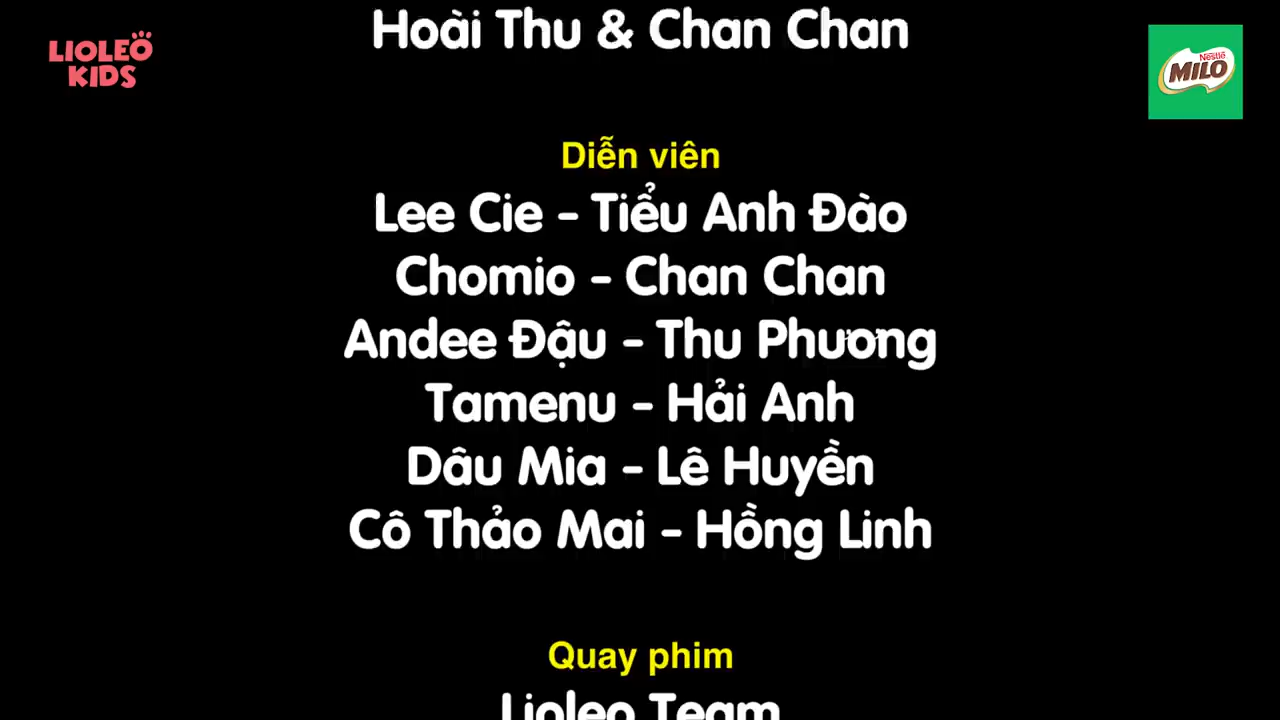 Hoài Thu & Chan Chan
LIOLEO
KIDS
Nestlé
MILO
Diễn viên
Lee Cie - Tiểu Anh Đào
Chomio - Chan Chan
Andee Đậu - Thu Phương
Tamenu - Hải Anh
Dâu Mia - Lê Huyền
Cô Thảo Mai - Hồng Linh
Quay phim
Lioleo Team